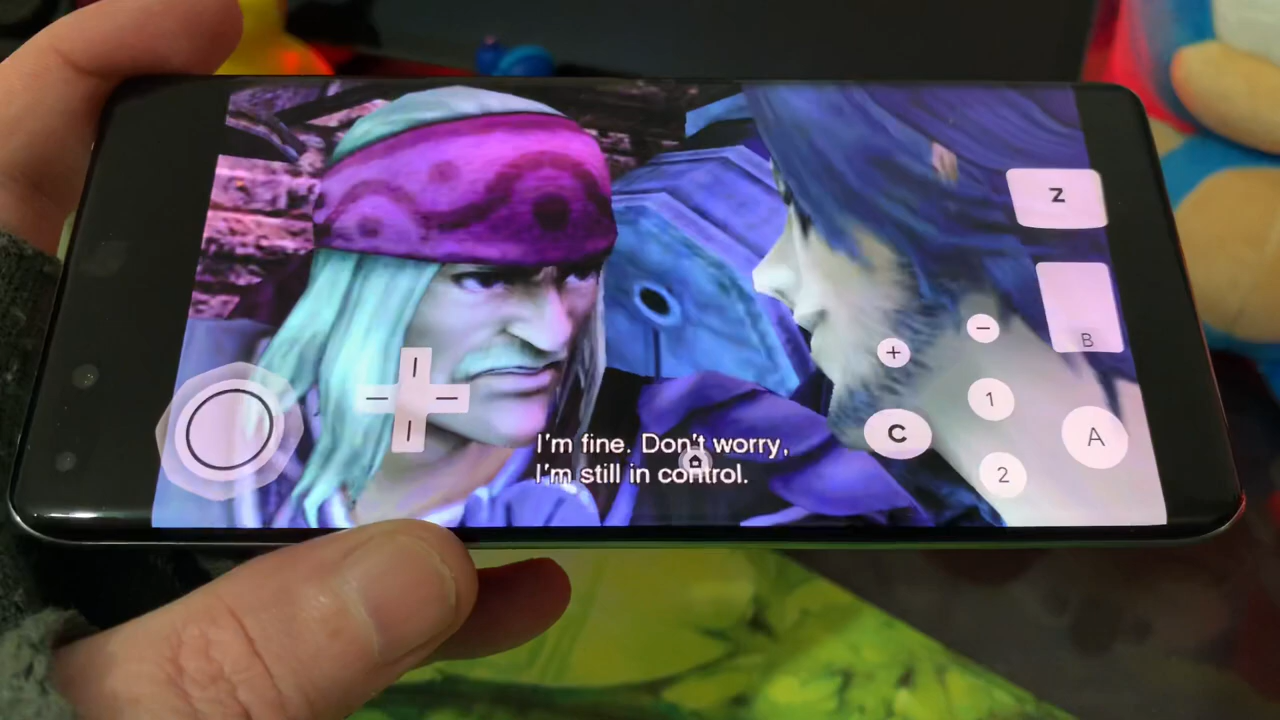 Z
B
−
+
1
C
A
I'm fine. Don't worry,
I'm still in control.
2